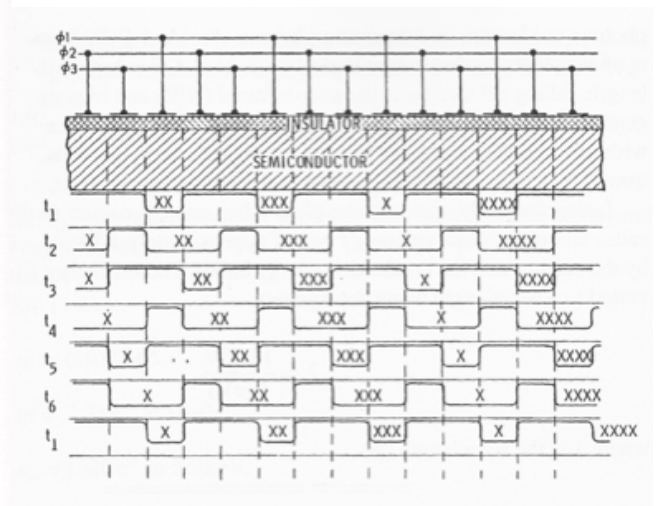 φ1
φ2
φ3
INSULATOR
SEMICONDUCTOR
t1 XX XXX X XXXX
t2 X XX XXX X XXXX
t3 X XX XXX X XXXX
t4 X XX XXX X XXXX
t5 X XX XXX X XXXX
t6 X XX XXX X XXXX
t1 X XX XXX X XXXX